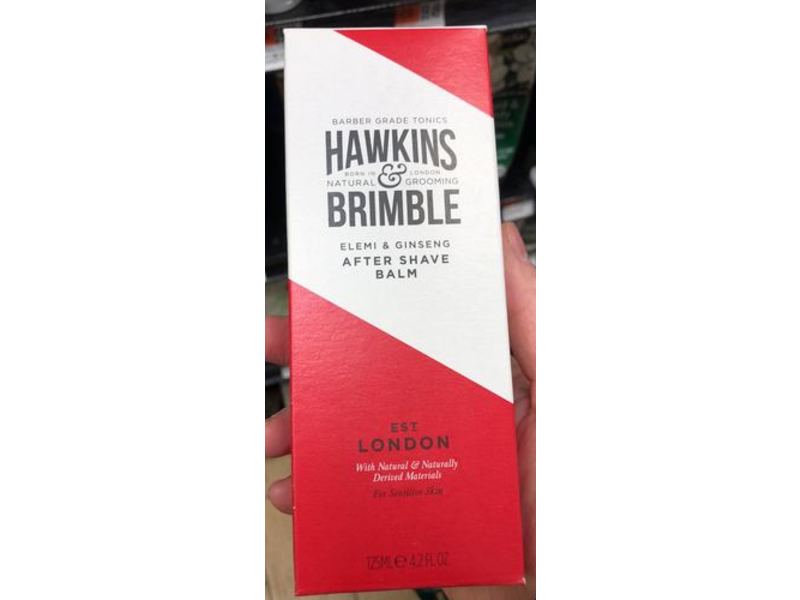 BARBER GRADE TONICS
HAWKINS
BORN IN & LONDON
NATURAL GROOMING
BRIMBLE
ELEMI & GINSENG
AFTER SHAVE
BALM
EST.
LONDON
With Natural & Naturally
Derived Materials
For Sensitive Skin
125ML e 4.2 FL OZ